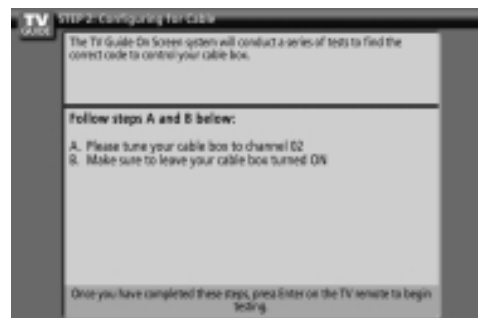 TV
GUIDE
STEP 2: Configuring for Cable
The TV Guide On Screen system will conduct a series of tests to find the
correct code to control your cable box.
Follow steps A and B below:
A. Please tune your cable box to channel 02
B. Make sure to leave your cable box turned ON
Once you have completed these steps, press Enter on the TV remote to begin
testing.